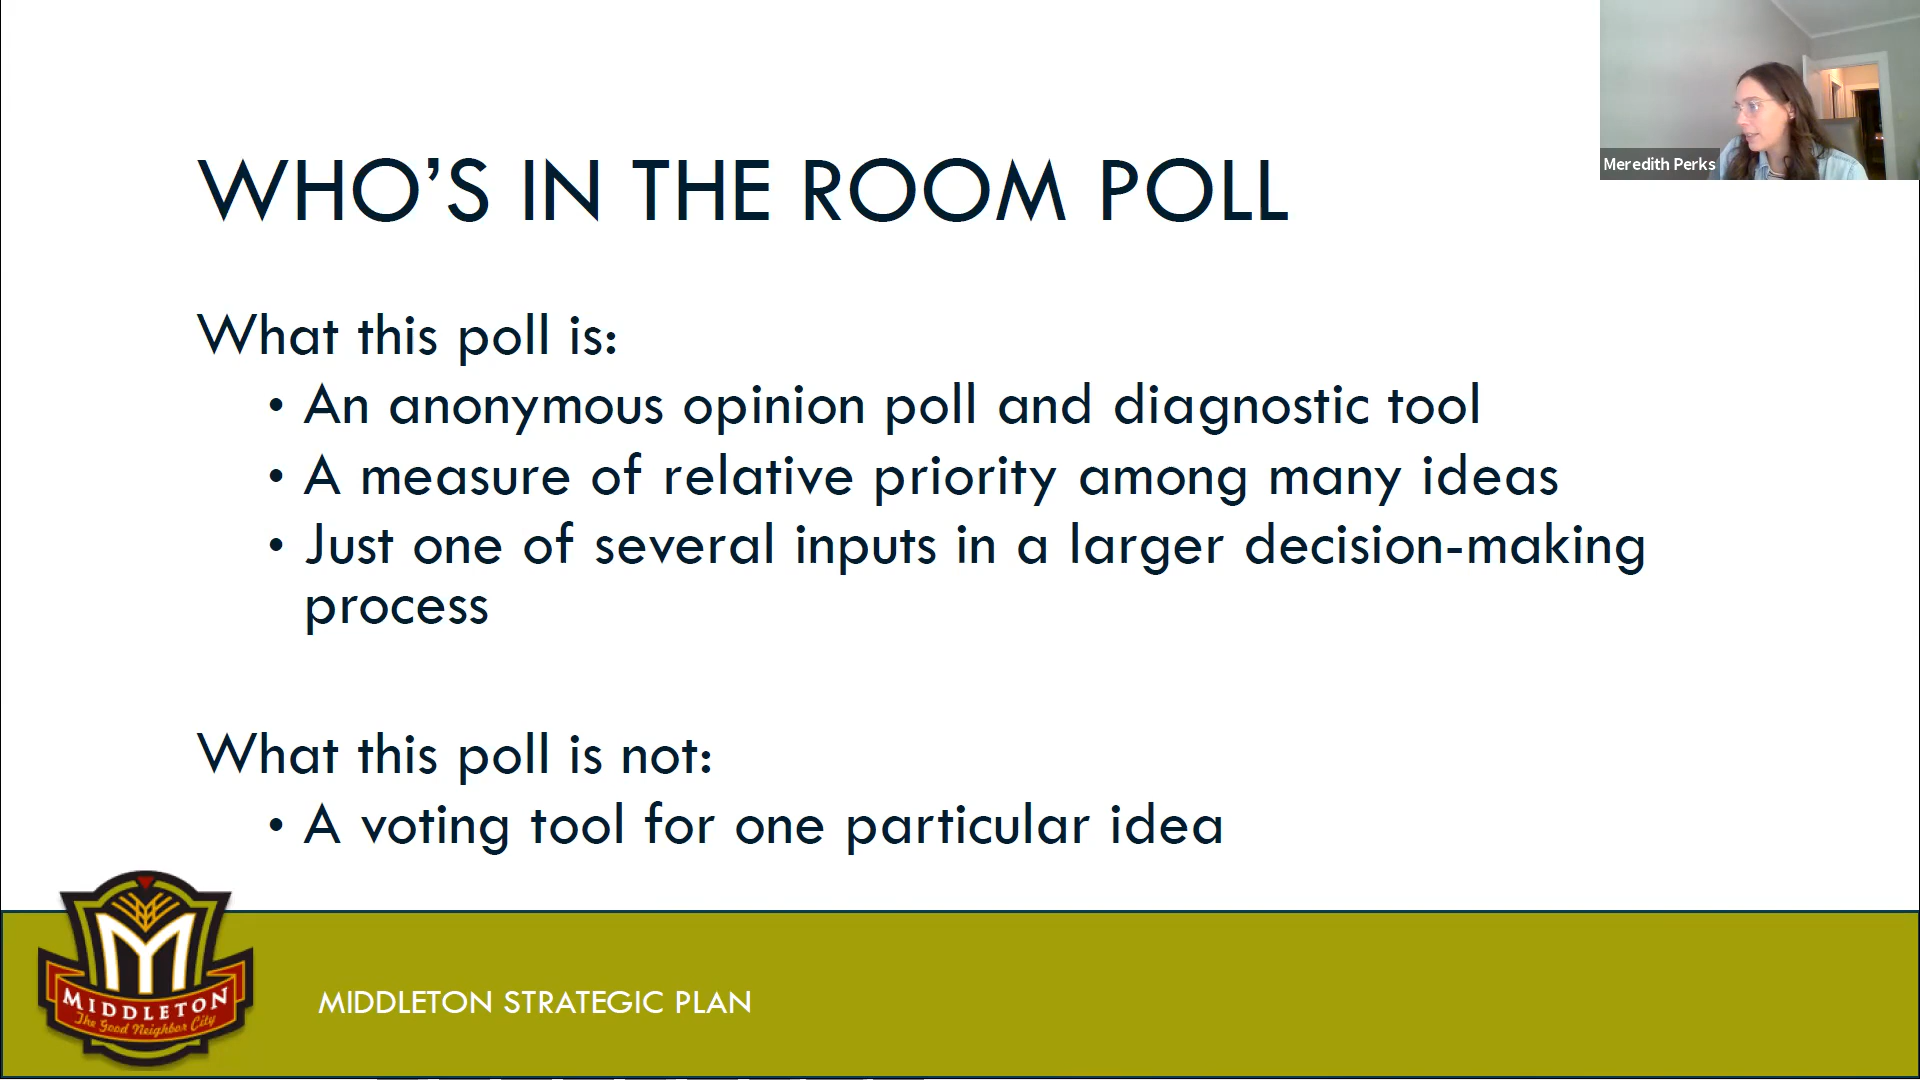 Meredith Perks
WHO’S IN THE ROOM POLL
What this poll is:
• An anonymous opinion poll and diagnostic tool
• A measure of relative priority among many ideas
• Just one of several inputs in a larger decision-making
process
What this poll is not:
• A voting tool for one particular idea
M
MIDDLETON
The Good Neighbor City
MIDDLETON STRATEGIC PLAN